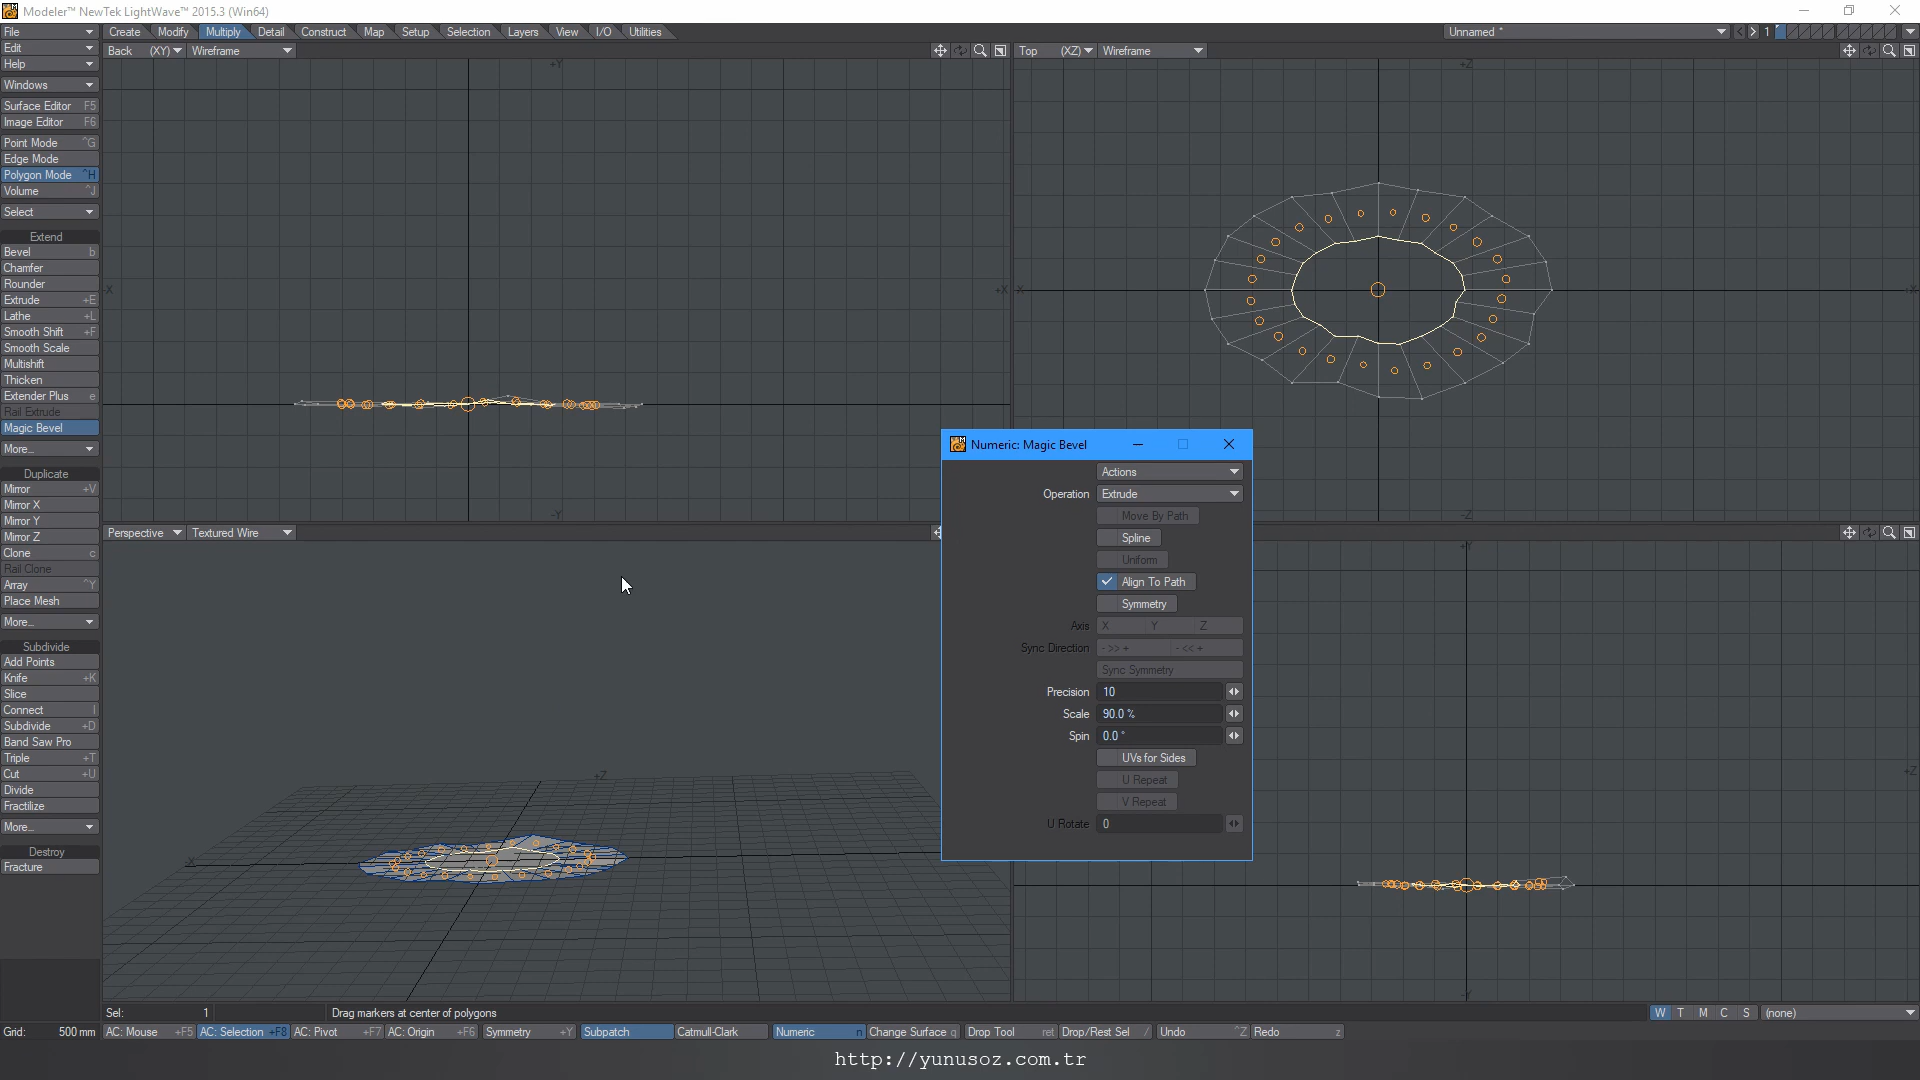 Modeler™ NewTek LightWave™ 2015.3 (Win64)
File Create Modify Multiply Detail Construct Map Setup Selection Layers View I/O Utilities Unnamed * < > 1
Edit
Back (XY) Wireframe Top (XZ) Wireframe
Help
Windows
Surface Editor F5
Image Editor F6
Point Mode ^G
Edge Mode
Polygon Mode ^H
Volume ^J
Select
Extend
Bevel b
Chamfer
Rounder
Extrude +E
Lathe +L
Smooth Shift +F
Smooth Scale
Multishift
Thicken
Extender Plus e
Rail Extrude
Magic Bevel
More...
Duplicate
Mirror +V
Mirror X
Mirror Y
Mirror Z
Clone c
Rail Clone
Array ^Y
Place Mesh
More...
Subdivide
Add Points
Knife +K
Slice
Connect l
Subdivide +D
Band Saw Pro
Triple +T
Cut +U
Divide
Fractilize
More...
Destroy
Fracture
+Y
-X
+X
-Y
+Z
-X
+X
-Z
Perspective Textured Wire
+Z
-X
+Y
+Z
-Y
Numeric: Magic Bevel
Actions
Operation Extrude
Move By Path
Spline
Uniform
Align To Path
Symmetry
Axis X Y Z
Sync Direction - >> + - << +
Sync Symmetry
Precision 10
Scale 90.0 %
Spin 0.0 °
UVs for Sides
U Repeat
V Repeat
U Rotate 0
Sel: 1 Drag markers at center of polygons W T M C S (none)
Grid: 500 mm AC: Mouse +F5 AC: Selection +F8 AC: Pivot +F7 AC: Origin +F6 Symmetry +Y Subpatch Catmull-Clark Numeric n Change Surface q Drop Tool ret Drop/Rest Sel / Undo ^Z Redo z
http://yunusoz.com.tr